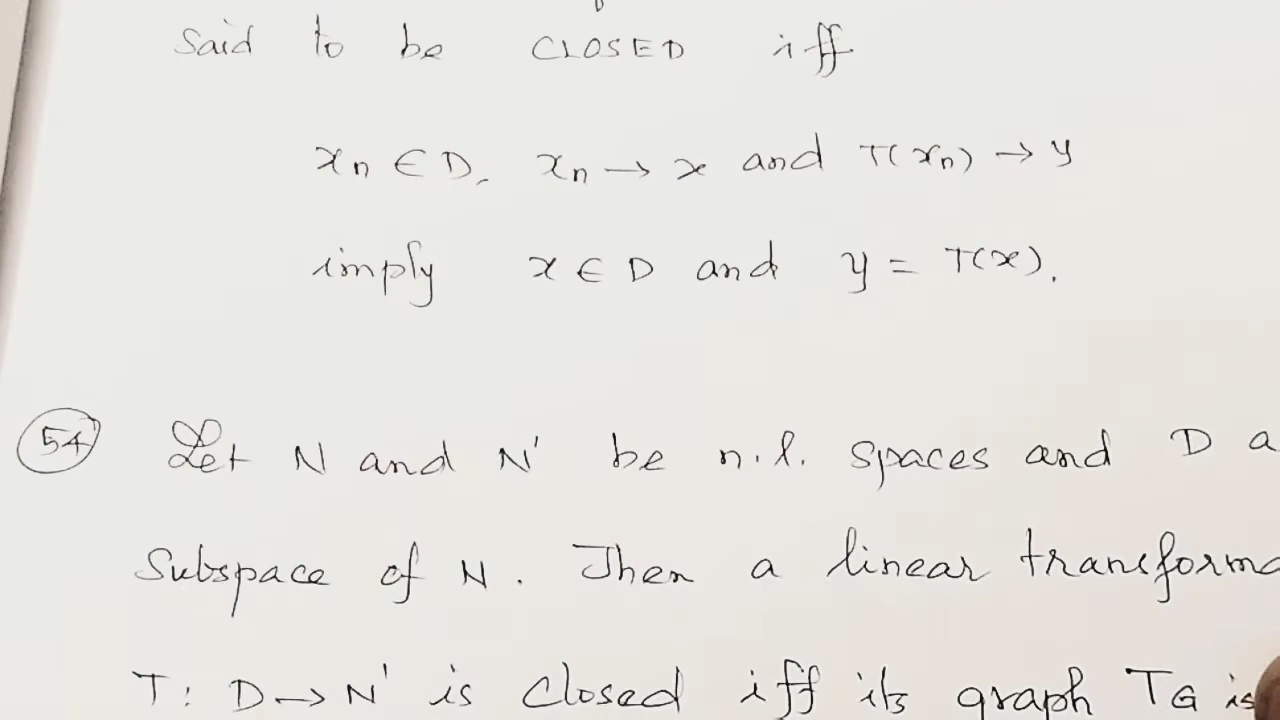 said to be CLOSED iff
xn ∈ D, xn → x and T(xn) → y
imply x ∈ D and y = T(x).
54 Let N and N' be n.l. spaces and D a
subspace of N. Then a linear transforma
T: D → N' is closed iff its graph TG is